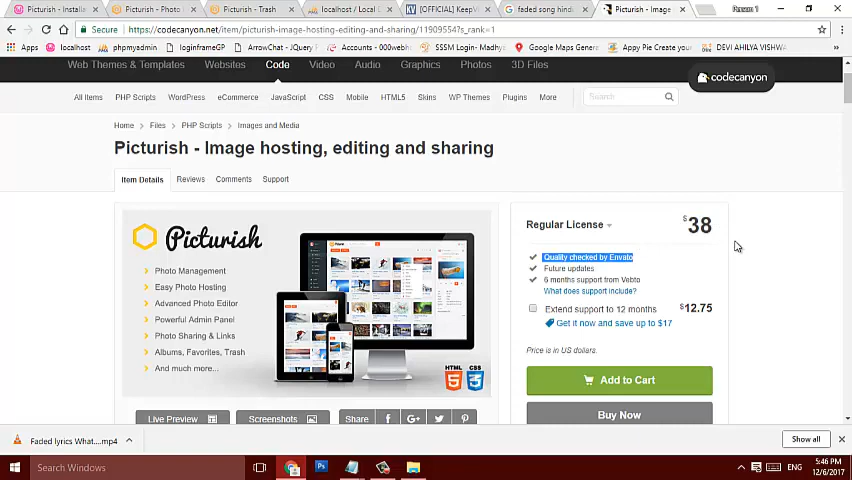 Picturish - Installe
Picturish - Photo
Picturish - Trash
localhost / Local D
[OFFICIAL] KeepV
faded song hindi
Picturish - Image
Person 1
Secure
https://codecanyon.net/item/picturish-image-hosting-editing-and-sharing/11909554?s_rank=1
Apps
localhost
phpmyadmin
loginframeGP
ArrowChat - JQuery F
Accounts - 000webho
SSSM Login- Madhy
Google Maps Genera
Appy Pie Create your
DEVI AHILYA VISHWA
Web Themes & Templates
Websites
Code
Video
Audio
Graphics
Photos
3D Files
codecanyon
All Items
PHP Scripts
WordPress
eCommerce
JavaScript
CSS
Mobile
HTML5
Skins
WP Themes
Plugins
More
Search
Home
Files
PHP Scripts
Images and Media
Picturish - Image hosting, editing and sharing
Item Details
Reviews
Comments
Support
Picturish
Photo Management
Easy Photo Hosting
Advanced Photo Editor
Powerful Admin Panel
Photo Sharing & Links
Albums, Favorites, Trash
And much more...
HTML
5
CSS
3
Regular License
$38
Quality checked by Envato
Future updates
6 months support from Vebto
What does support include?
Extend support to 12 months
$12.75
Get it now and save up to $17
Price is in US dollars.
Add to Cart
Buy Now
Live Preview
Screenshots
Share
Faded lyrics What....mp4
Show all
Search Windows
ENG
5:46 PM
12/6/2017